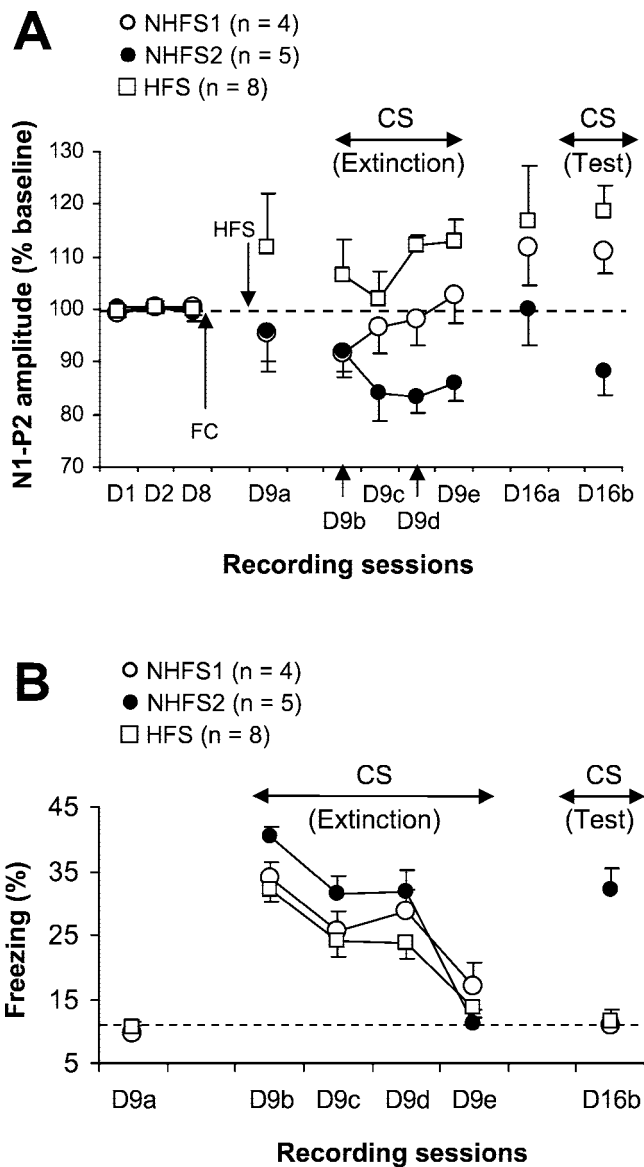 A
NHFS1 (n = 4)
NHFS2 (n = 5)
HFS (n = 8)
CS
(Extinction)
CS
(Test)
N1-P2 amplitude (% baseline)
130
120
110
100
90
80
70
HFS
FC
D1 D2 D8 D9a D9b D9c D9d D9e D16a D16b
Recording sessions
B
NHFS1 (n = 4)
NHFS2 (n = 5)
HFS (n = 8)
CS
(Extinction)
CS
(Test)
Freezing (%)
45
35
25
15
5
D9a D9b D9c D9d D9e D16b
Recording sessions